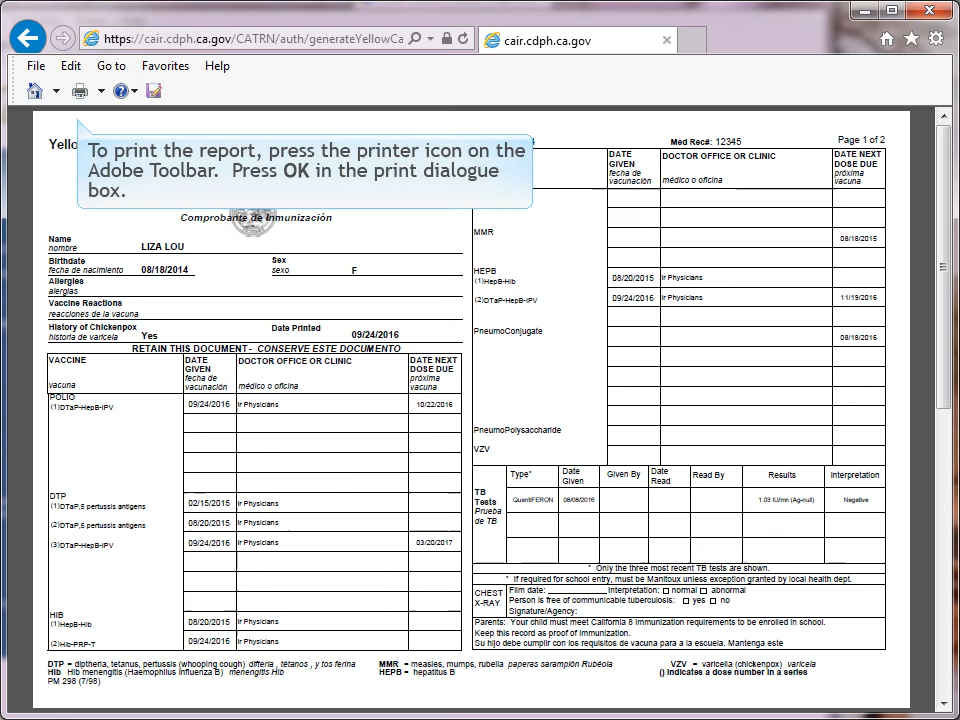 https://cair.cdph.ca.gov/CATRN/auth/generateYellowCa
cair.cdph.ca.gov
File Edit Go to Favorites Help
Yello
To print the report, press the printer icon on the
Adobe Toolbar. Press OK in the print dialogue
box.
Comprobante de Inmunización
Name
nombre LIZA LOU
Birthdate Sex
fecha de nacimiento 08/18/2014 sexo F
Allergies
alergias
Vaccine Reactions
reacciones de la vacuna
History of Chickenpox Date Printed
historia de varicela Yes 09/24/2016
RETAIN THIS DOCUMENT - CONSERVE ESTE DOCUMENTO
VACCINE DATE DOCTOR OFFICE OR CLINIC DATE NEXT
GIVEN DOSE DUE
fecha de próxima
vacuna vacunación médico o oficina vacuna
POLIO
(1)DTaP-HepB-IPV 09/24/2016 Ir Physicians 10/22/2016
DTP
(1)DTaP,5 pertussis antigens 02/15/2015 Ir Physicians
(2)DTaP,5 pertussis antigens 08/20/2015 Ir Physicians
(3)DTaP-HepB-IPV 09/24/2016 Ir Physicians 03/20/2017
HIB
(1)HepB-Hib 08/20/2015 Ir Physicians
(2)Hib-PRP-T 09/24/2016 Ir Physicians
Med Rec#: 12345 Page 1 of 2
DATE DOCTOR OFFICE OR CLINIC DATE NEXT
GIVEN DOSE DUE
fecha de médico o oficina próxima
vacunación vacuna
MMR 08/18/2015
HEPB
(1)HepB-Hib 08/20/2015 Ir Physicians
(2)DTaP-HepB-IPV 09/24/2016 Ir Physicians 11/19/2016
PneumoConjugate 08/18/2016
PneumoPolysaccharide
VZV
Type* Date Given Given By Date Read Read By Results Interpretation
TB
Tests
Prueba
de TB
QuantiFERON 08/08/2016 1.03 IU/mn (Ag-null) Negative
* Only the three most recent TB tests are shown.
* If required for school entry, must be Mantoux unless exception granted by local health dept.
CHEST
X-RAY
Film date: Interpretation: normal abnormal
Person is free of communicable tuberculosis: yes no
Signature/Agency:
Parents: Your child must meet California 8 immunization requirements to be enrolled in school.
Keep this record as proof of immunization.
Su hijo debe cumplir con los requisitos de vacuna para a la escuela. Mantenga este
DTP = diptheria, tetanus, pertussis (whooping cough) difteria , tétanos , y tos ferina MMR = measles, mumps, rubella paperas sarampión Rubéola VZV = varicella (chickenpox) varicela
Hib Hib menengitis (Haemophilus influenza B) menengitis Hib HEPB = hepatitus B () Indicates a dose number in a series
PM 298 (7/98)